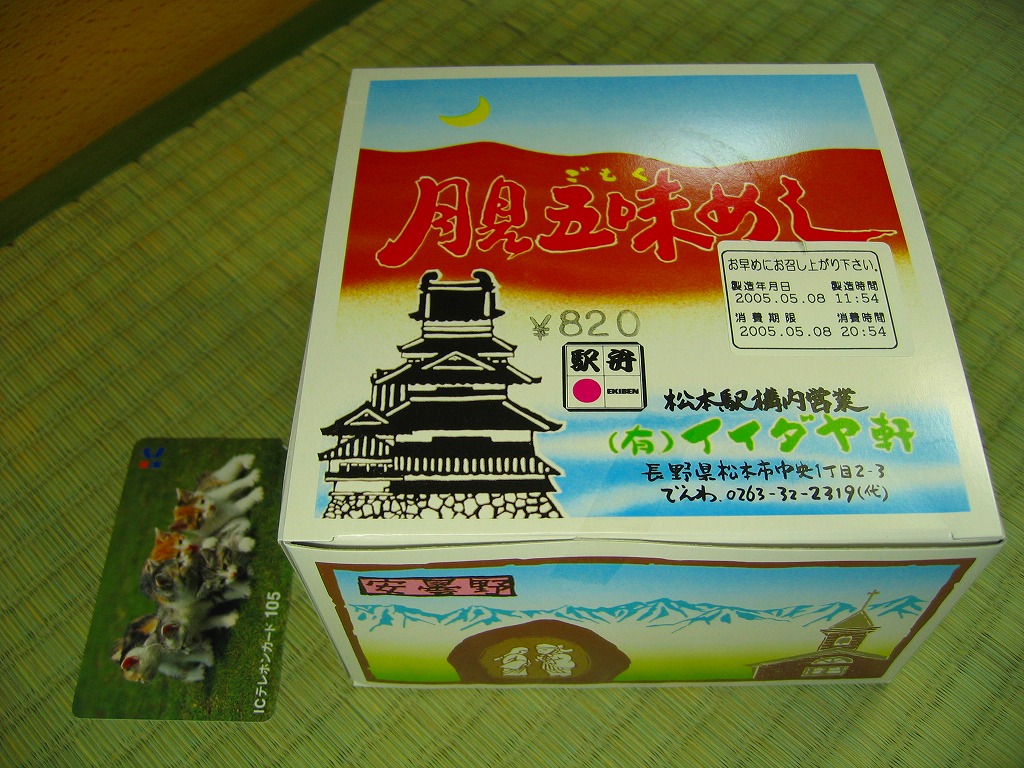 ごもく
月見五味めし
お早めにお召し上がり下さい。
製造年月日 製造時間
2005.05.08 11:54
消費期限 消費時間
2005.05.08 20:54
¥820
駅弁
EKIBEN
松本駅構内営業
(有)イイダヤ軒
長野県松本市中央1丁目2-3
でんわ.0263-32-2319(代)
安曇野
ICテレホンカード 105